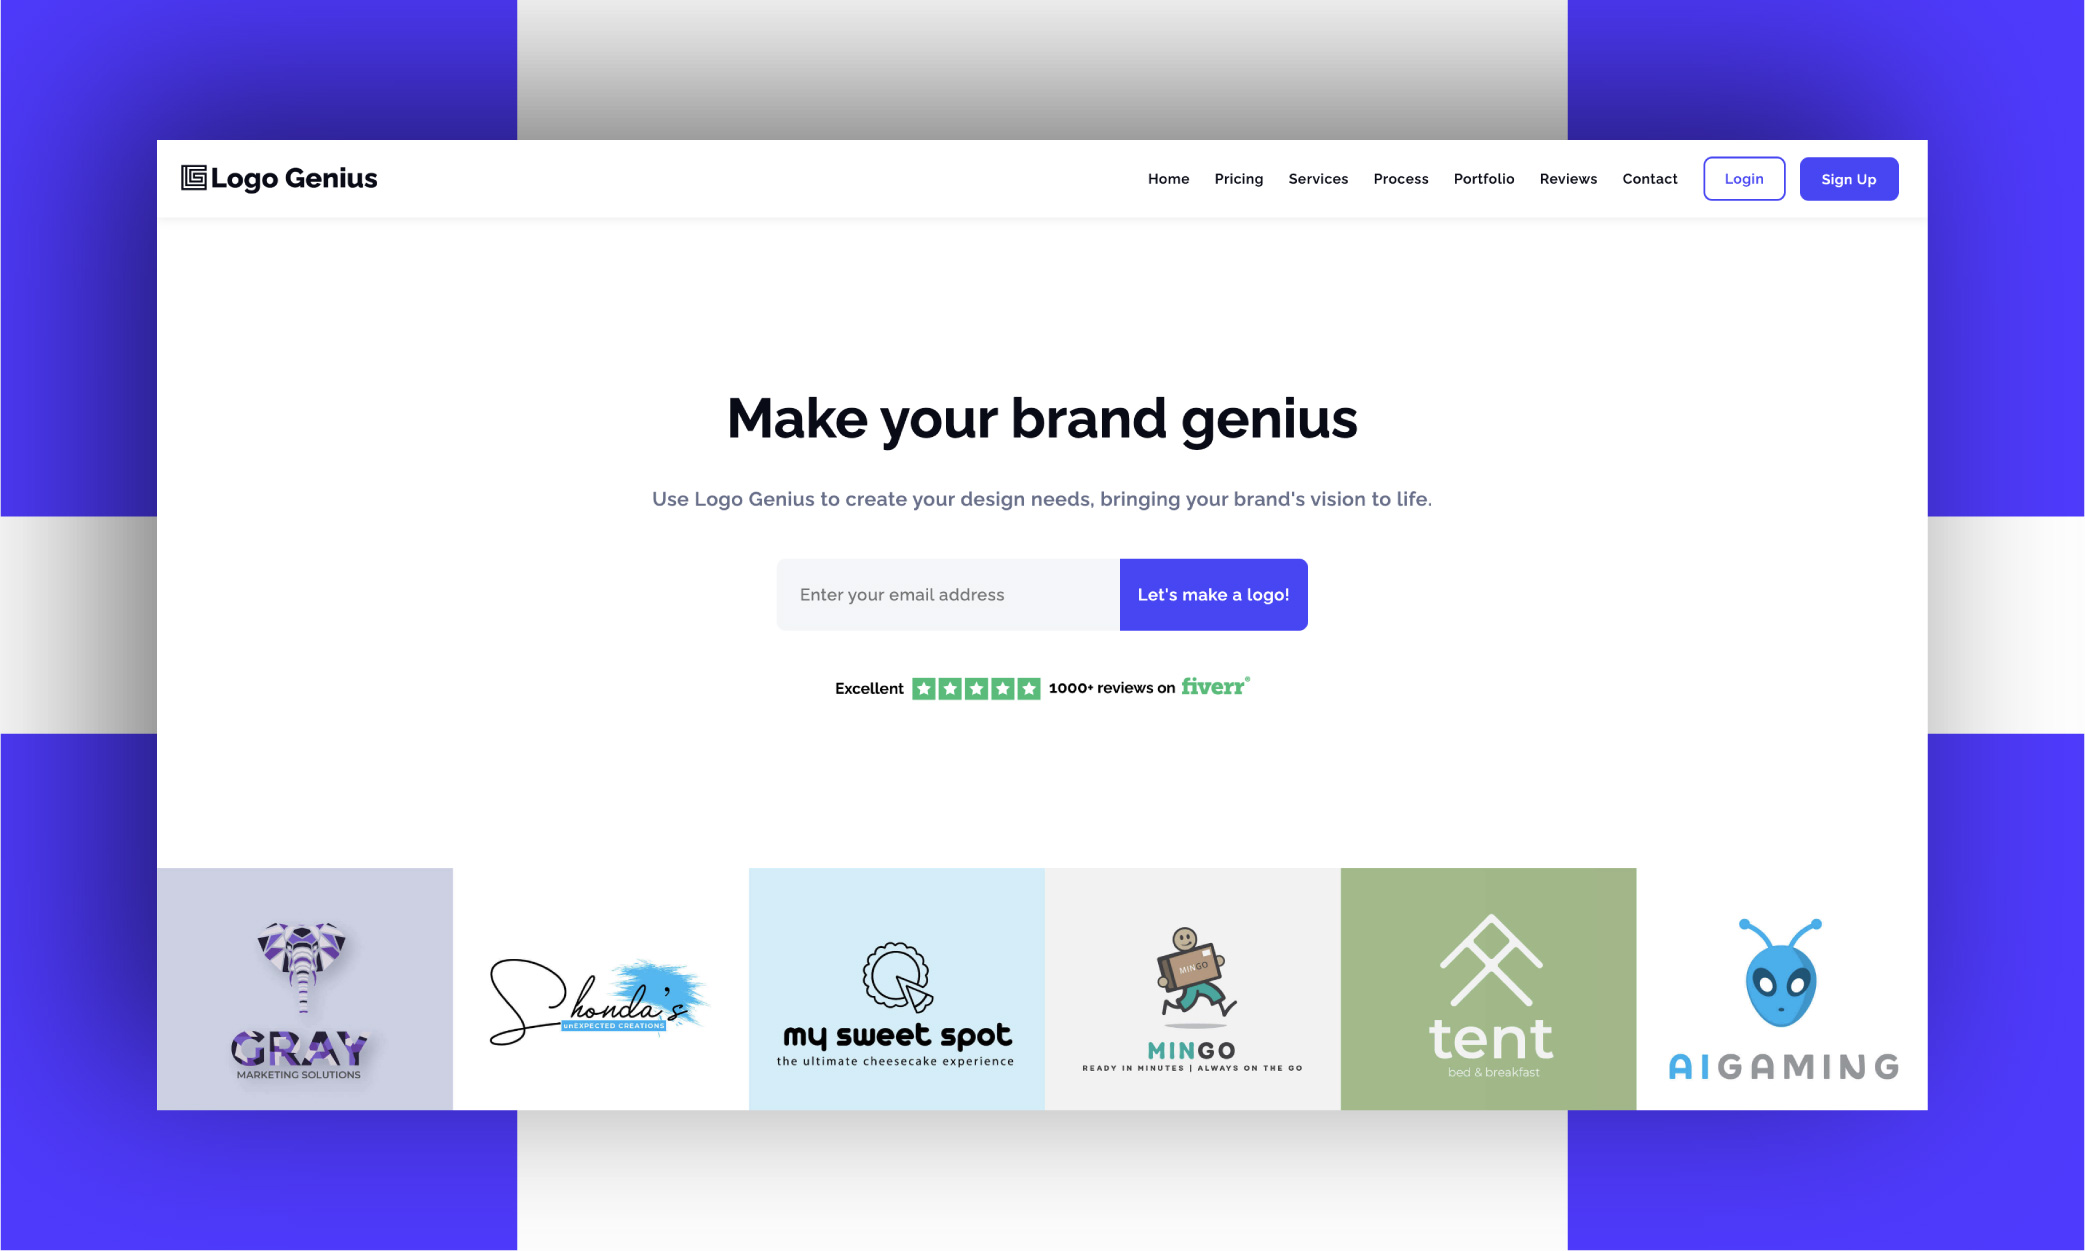 Logo Genius
Home Pricing Services Process Portfolio Reviews Contact Login Sign Up
Make your brand genius
Use Logo Genius to create your design needs, bringing your brand's vision to life.
Enter your email address Let's make a logo!
Excellent 1000+ reviews on fiverr®
GRAY
MARKETING SOLUTIONS
Shonda's
unEXPECTED CREATIONS
my sweet spot
the ultimate cheesecake experience
MINGO
MINGO
READY IN MINUTES | ALWAYS ON THE GO
tent
bed & breakfast
AIGAMING